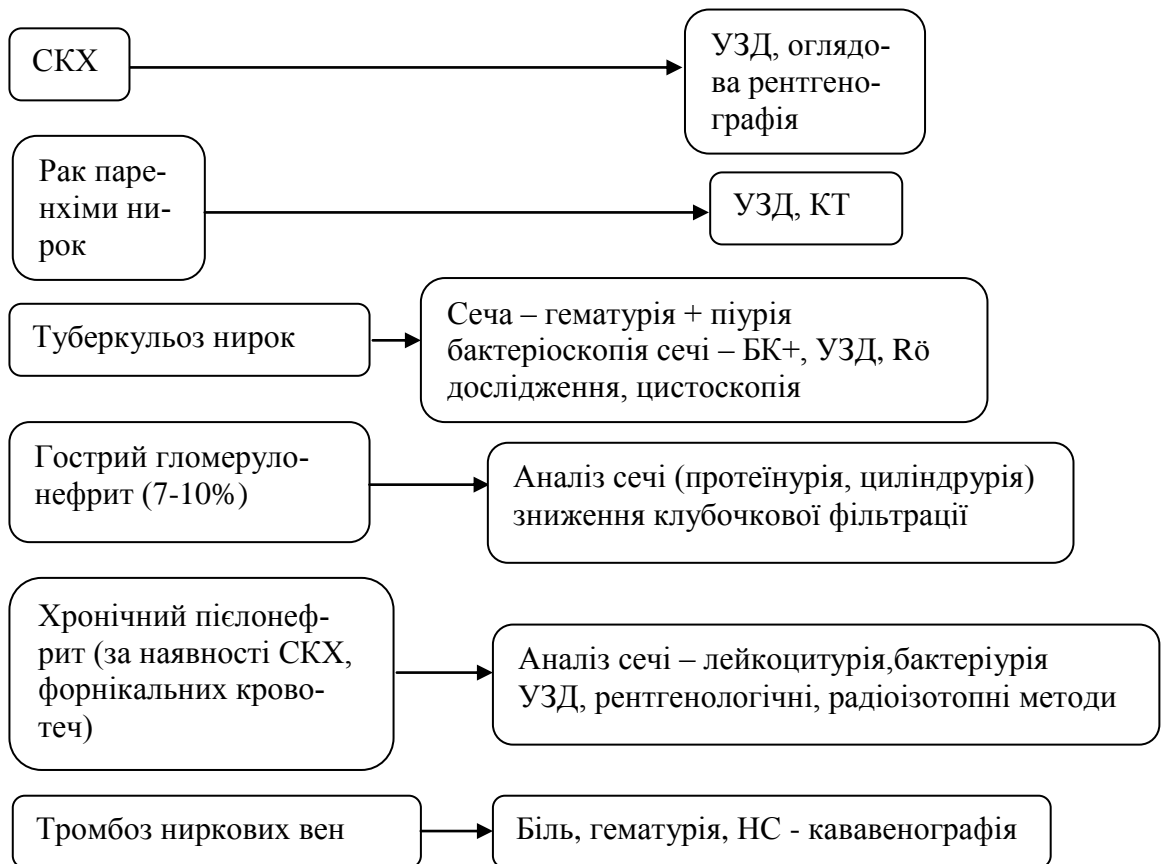 СКХ
УЗД, оглядо-
ва рентгено-
графія
Рак паре-
нхіми ни-
рок
УЗД, КТ
Туберкульоз нирок
Сеча – гематурія + піурія
бактеріоскопія сечі – БК+, УЗД, Rö
дослідження, цистоскопія
Гострий гломеруло-
нефрит (7-10%)
Аналіз сечі (протеїнурія, циліндрурія)
зниження клубочкової фільтрації
Хронічний пієлонеф-
рит (за наявності СКХ,
форнікальних крово-
теч)
Аналіз сечі – лейкоцитурія,бактеріурія
УЗД, рентгенологічні, радіоізотопні методи
Тромбоз ниркових вен
Біль, гематурія, НС - кававенографія